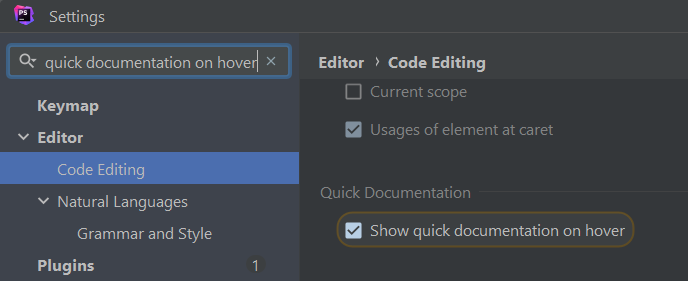 PS
Settings
quick documentation on hover
Keymap
Editor
Code Editing
Natural Languages
Grammar and Style
Plugins 1
Editor › Code Editing
Current scope
Usages of element at caret
Quick Documentation
Show quick documentation on hover